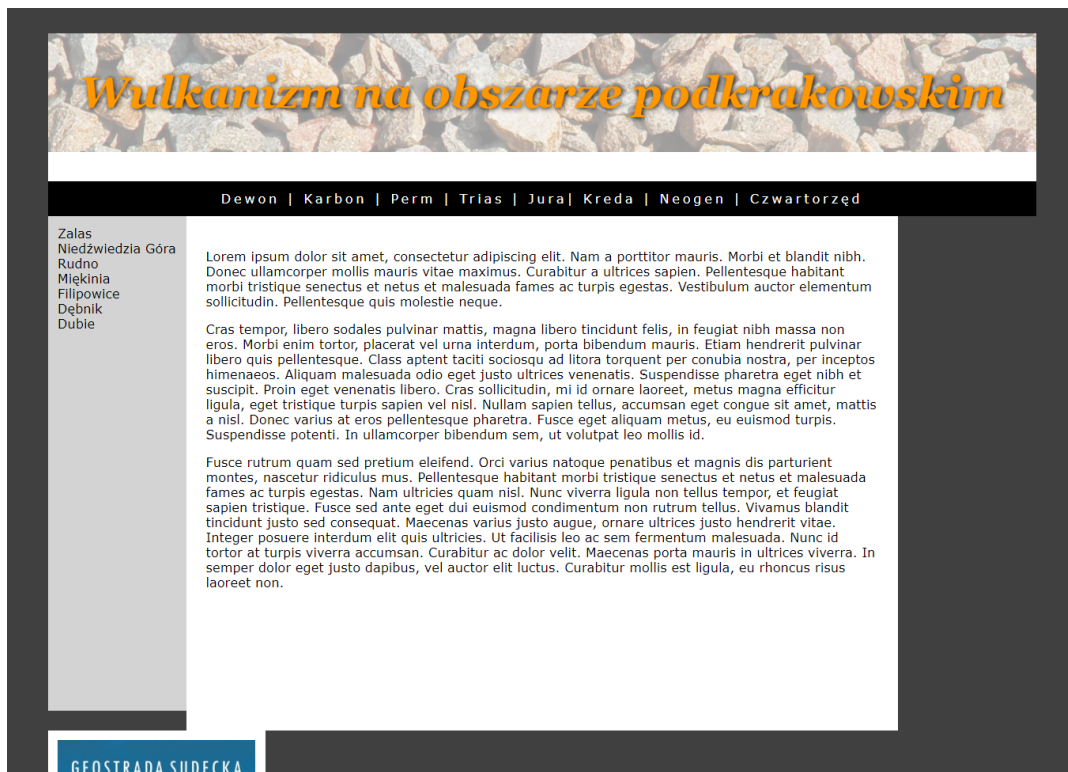 Wulkanizm na obszarze podkrakowskim
Dewon | Karbon | Perm | Trias | Jura| Kreda | Neogen | Czwartorzęd
Zalas
Niedźwiedzia Góra
Rudno
Miękinia
Filipowice
Dębnik
Dubie
Lorem ipsum dolor sit amet, consectetur adipiscing elit. Nam a porttitor mauris. Morbi et blandit nibh.
Donec ullamcorper mollis mauris vitae maximus. Curabitur a ultrices sapien. Pellentesque habitant
morbi tristique senectus et netus et malesuada fames ac turpis egestas. Vestibulum auctor elementum
sollicitudin. Pellentesque quis molestie neque.
Cras tempor, libero sodales pulvinar mattis, magna libero tincidunt felis, in feugiat nibh massa non
eros. Morbi enim tortor, placerat vel urna interdum, porta bibendum mauris. Etiam hendrerit pulvinar
libero quis pellentesque. Class aptent taciti sociosqu ad litora torquent per conubia nostra, per inceptos
himenaeos. Aliquam malesuada odio eget justo ultrices venenatis. Suspendisse pharetra eget nibh et
suscipit. Proin eget venenatis libero. Cras sollicitudin, mi id ornare laoreet, metus magna efficitur
ligula, eget tristique turpis sapien vel nisl. Nullam sapien tellus, accumsan eget congue sit amet, mattis
a nisl. Donec varius at eros pellentesque pharetra. Fusce eget aliquam metus, eu euismod turpis.
Suspendisse potenti. In ullamcorper bibendum sem, ut volutpat leo mollis id.
Fusce rutrum quam sed pretium eleifend. Orci varius natoque penatibus et magnis dis parturient
montes, nascetur ridiculus mus. Pellentesque habitant morbi tristique senectus et netus et malesuada
fames ac turpis egestas. Nam ultricies quam nisl. Nunc viverra ligula non tellus tempor, et feugiat
sapien tristique. Fusce sed ante eget dui euismod condimentum non rutrum tellus. Vivamus blandit
tincidunt justo sed consequat. Maecenas varius justo augue, ornare ultrices justo hendrerit vitae.
Integer posuere interdum elit quis ultricies. Ut facilisis leo ac sem fermentum malesuada. Nunc id
tortor at turpis viverra accumsan. Curabitur ac dolor velit. Maecenas porta mauris in ultrices viverra. In
semper dolor eget justo dapibus, vel auctor elit luctus. Curabitur mollis est ligula, eu rhoncus risus
laoreet non.
GEOSTRADA SUDECKA